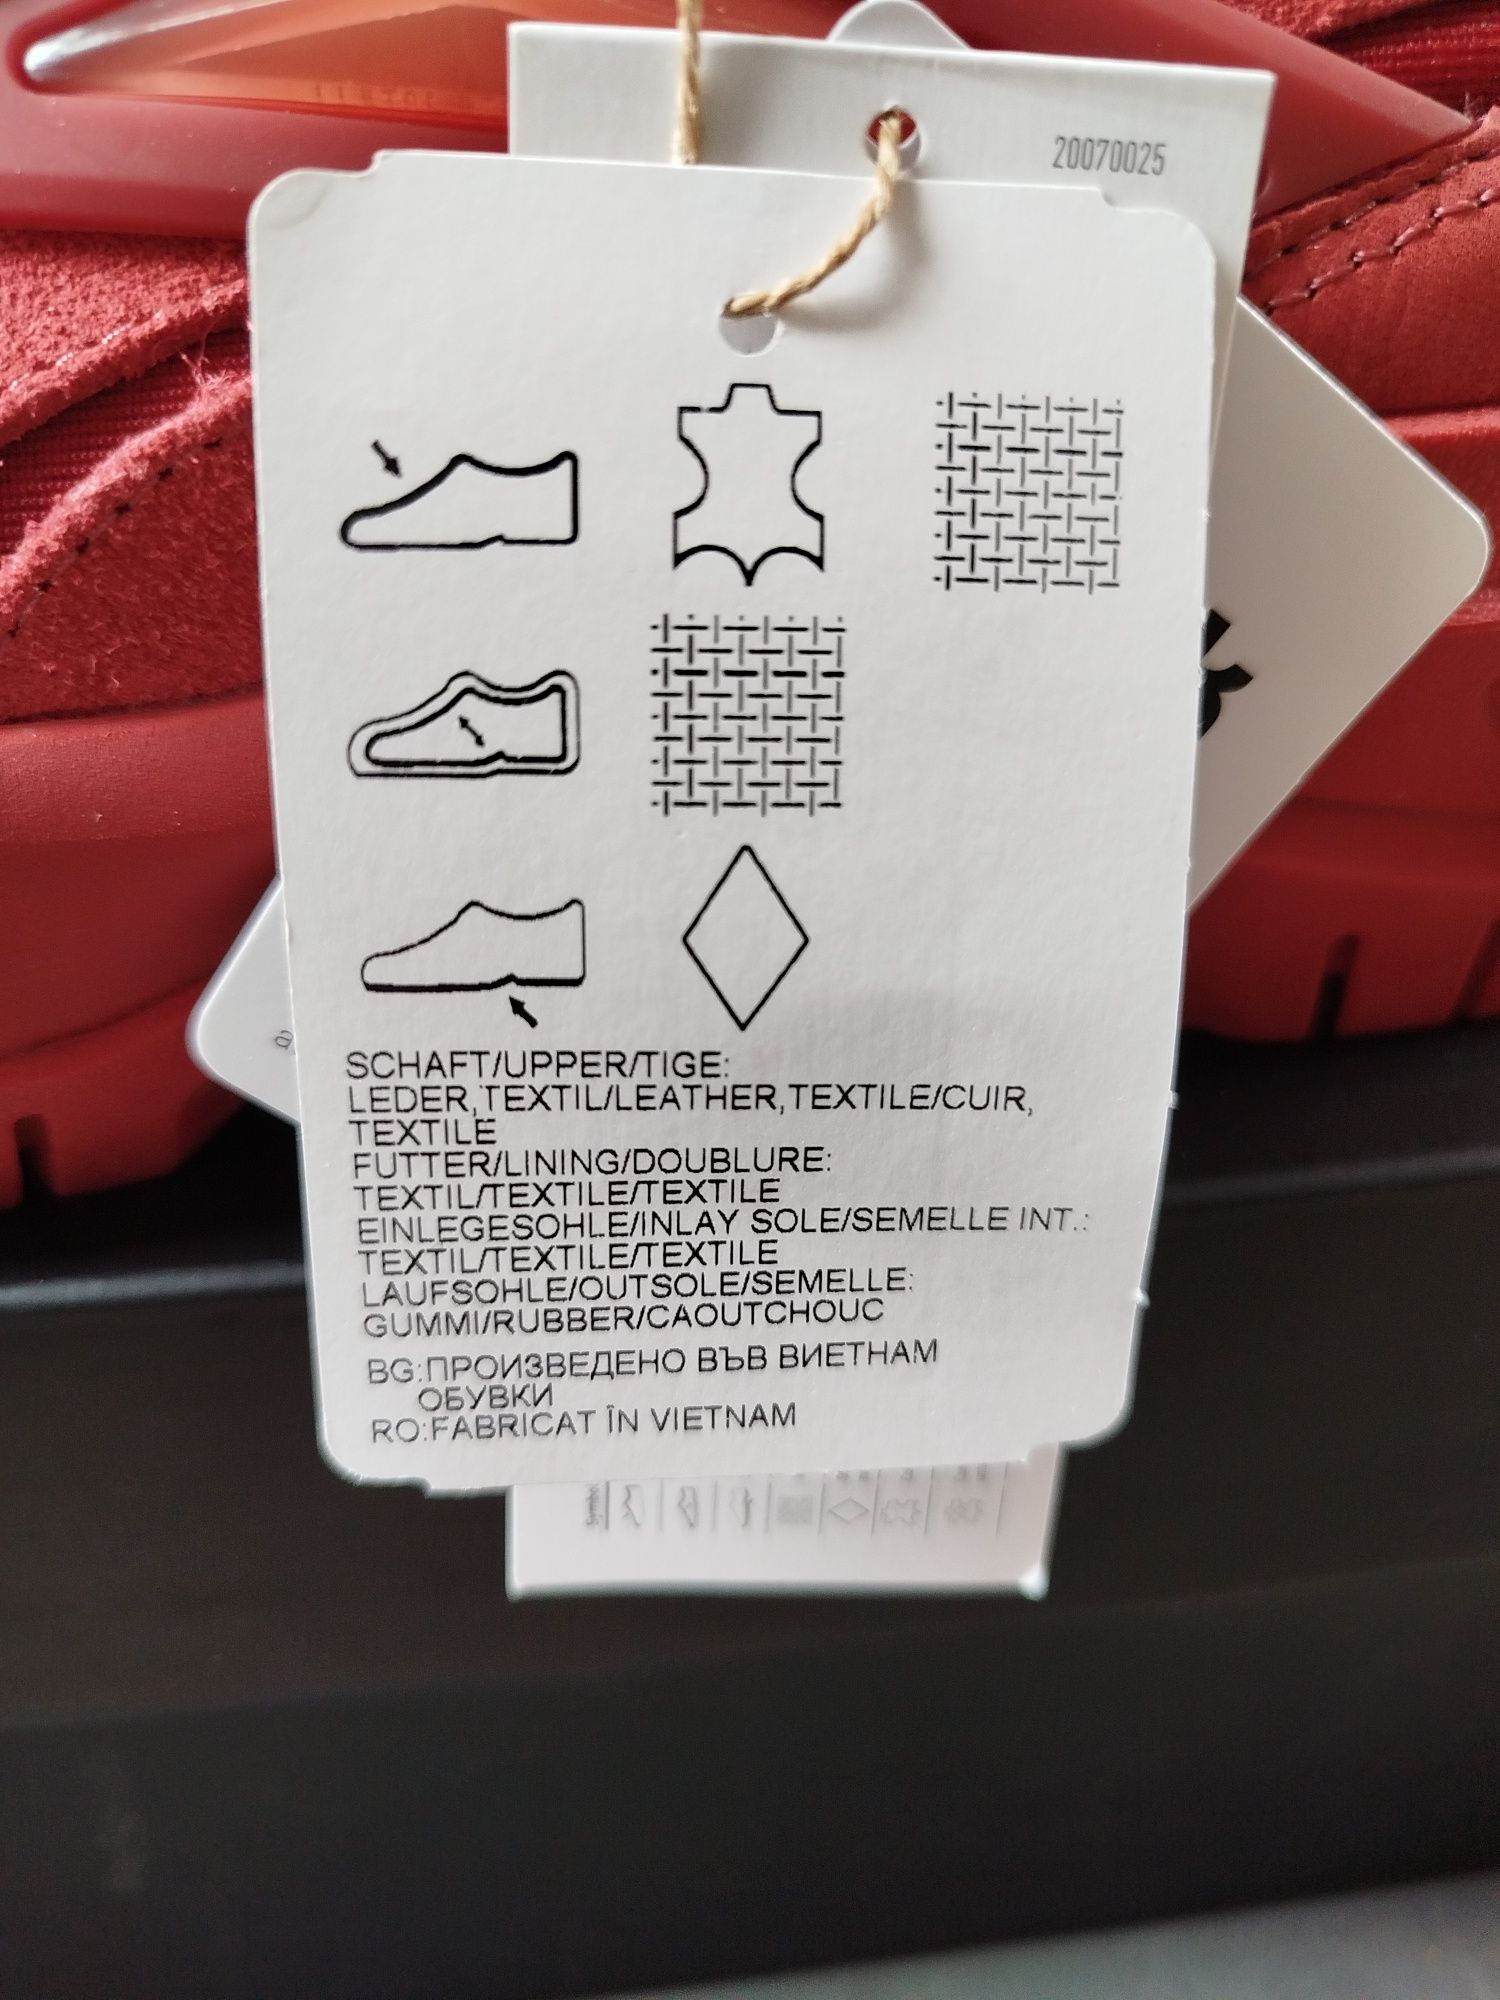 20070025
SCHAFT/UPPER/TIGE:
LEDER,TEXTIL/LEATHER,TEXTILE/CUIR,
TEXTILE
FUTTER/LINING/DOUBLURE:
TEXTIL/TEXTILE/TEXTILE
EINLEGESOHLE/INLAY SOLE/SEMELLE INT.:
TEXTIL/TEXTILE/TEXTILE
LAUFSOHLE/OUTSOLE/SEMELLE:
GUMMI/RUBBER/CAOUTCHOUC
BG:ПРОИЗВЕДЕНО ВЪВ ВИЕТНАМ
ОБУВКИ
RO:FABRICAT ÎN VIETNAM